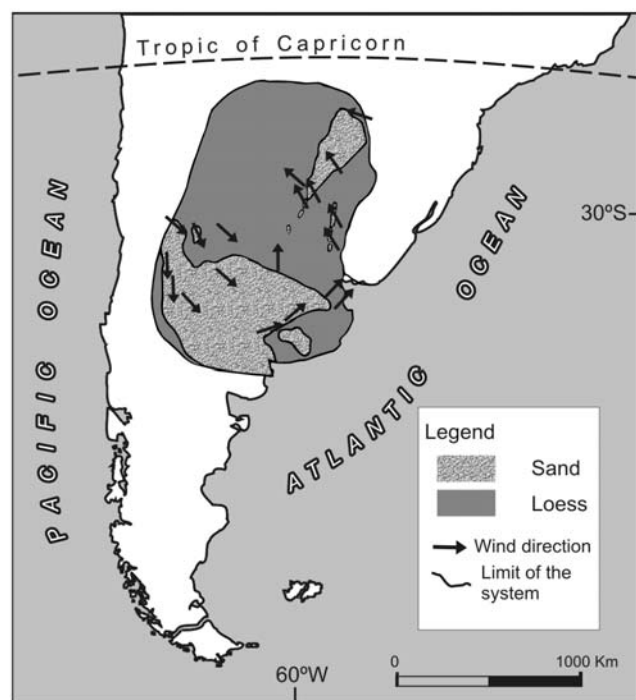 Tropic of Capricorn
PACIFIC OCEAN
ATLANTIC OCEAN
30ºS
Legend
Sand
Loess
Wind direction
Limit of the
system
60ºW
0
1000 Km